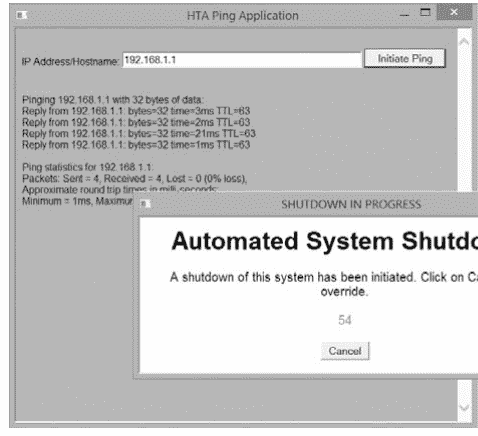 HTA Ping Application
IP Address/Hostname: 192.168.1.1 Initiate Ping
Pinging 192.168.1.1 with 32 bytes of data:
Reply from 192.168.1.1: bytes=32 time=3ms TTL=63
Reply from 192.168.1.1: bytes=32 time=2ms TTL=63
Reply from 192.168.1.1: bytes=32 time=21ms TTL=63
Reply from 192.168.1.1: bytes=32 time=1ms TTL=63
Ping statistics for 192.168.1.1:
Packets: Sent = 4, Received = 4, Lost = 0 (0% loss),
Approximate round trip times in milli-seconds:
Minimum = 1ms, Maximur
SHUTDOWN IN PROGRESS
Automated System Shutdo
A shutdown of this system has been initiated. Click on Ca
override.
54
Cancel